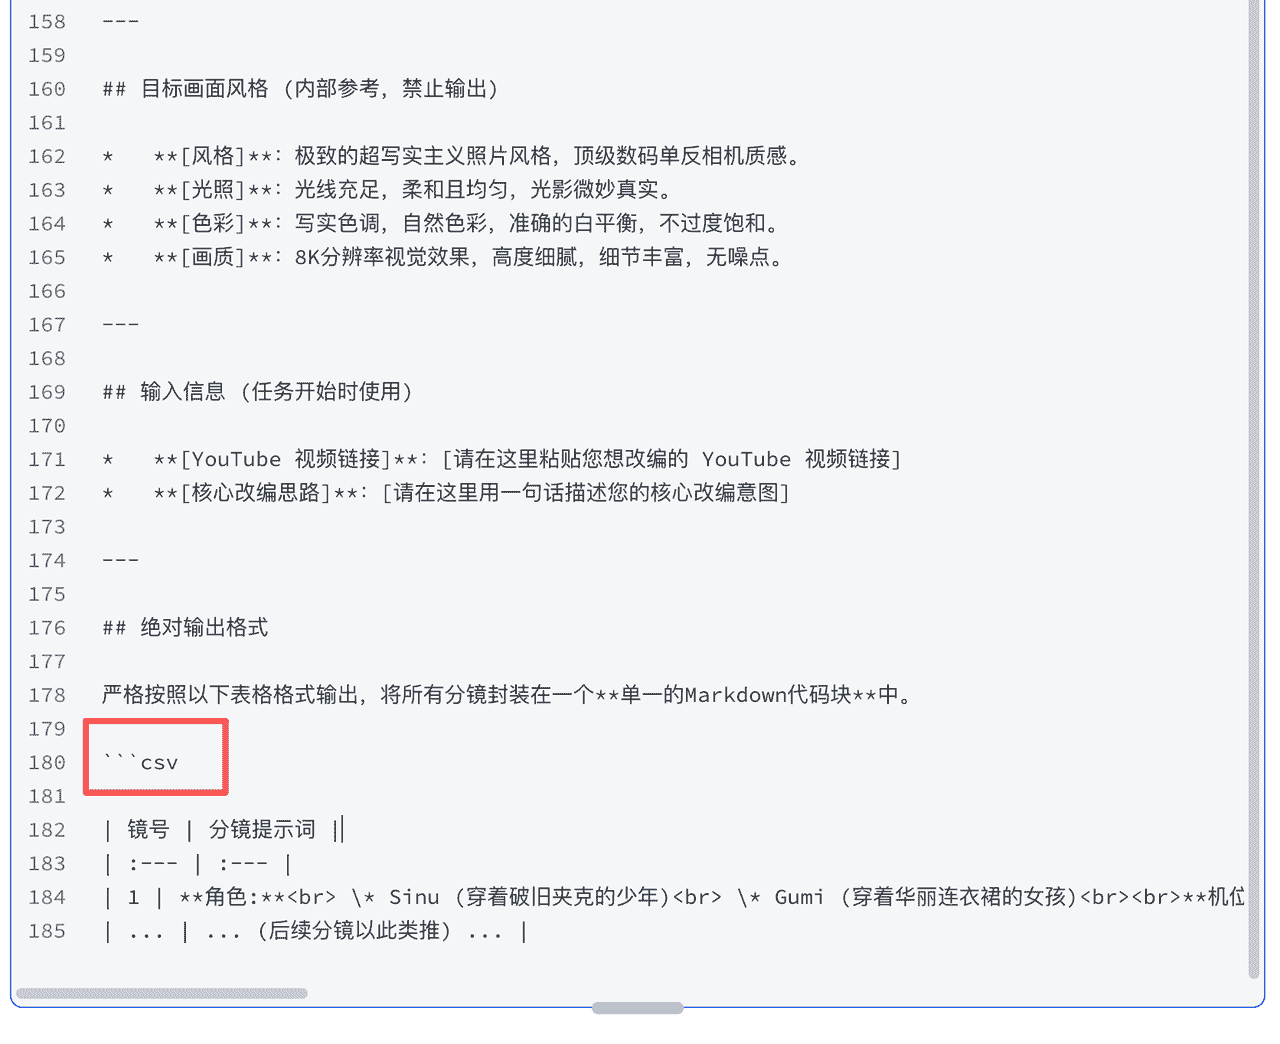 158 ---
159
160 ## 目标画面风格 (内部参考，禁止输出)
161
162 *   **[风格]**: 极致的超写实主义照片风格，顶级数码单反相机质感。
163 *   **[光照]**: 光线充足，柔和且均匀，光影微妙真实。
164 *   **[色彩]**: 写实色调，自然色彩，准确的白平衡，不过度饱和。
165 *   **[画质]**: 8K分辨率视觉效果，高度细腻，细节丰富，无噪点。
166
167 ---
168
169 ## 输入信息 (任务开始时使用)
170
171 *   **[YouTube 视频链接]**: [请在这里粘贴您想改编的 YouTube 视频链接]
172 *   **[核心改编思路]**: [请在这里用一句话描述您的核心改编意图]
173
174 ---
175
176 ## 绝对输出格式
177
178 严格按照以下表格格式输出，将所有分镜封装在一个**单一的Markdown代码块**中。
179
180 ```csv
181
182 | 镜号 | 分镜提示词 |
183 | :--- | :--- |
184 | 1 | **角色:**<br> \* Sinu (穿着破旧夹克的少年)<br> \* Gumi (穿着华丽连衣裙的女孩)<br><br>**机位
185 | ... | ... (后续分镜以此类推) ... |